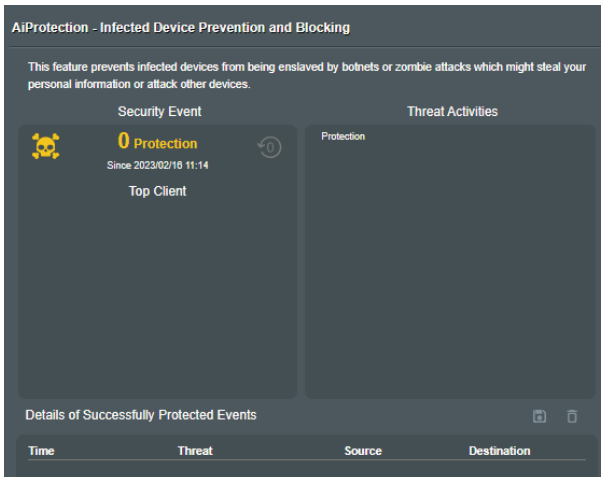 AiProtection - Infected Device Prevention and Blocking
This feature prevents infected devices from being enslaved by botnets or zombie attacks which might steal your
personal information or attack other devices.
Security Event
Threat Activities
0 Protection
0
Since 2023/02/16 11:14
Top Client
Protection
Details of Successfully Protected Events
Time Threat Source Destination